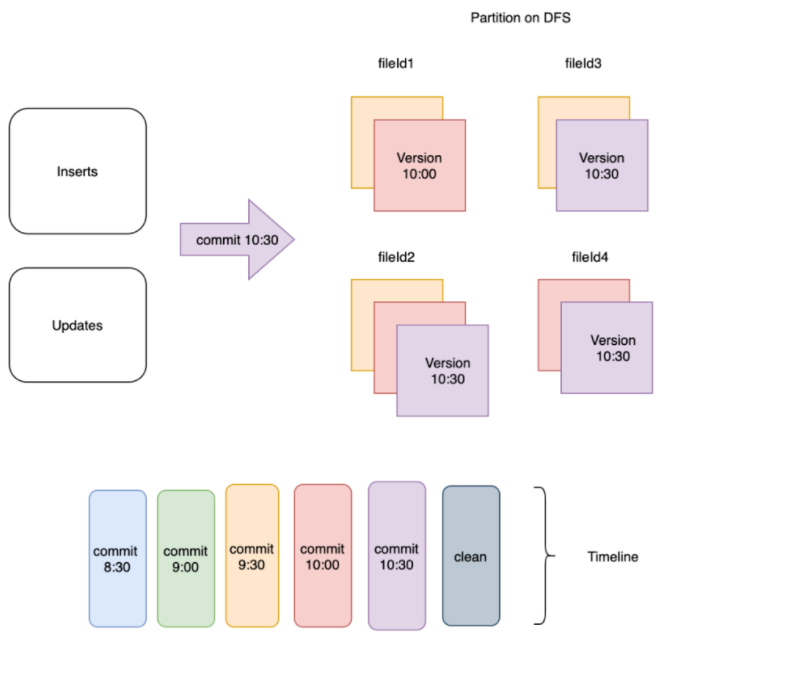 Partition on DFS
fileId1
fileId3
Inserts
Version
10:00
Version
10:30
commit 10:30
fileId2
fileId4
Updates
Version
10:30
Version
10:30
commit
8:30
commit
9:00
commit
9:30
commit
10:00
commit
10:30
clean
Timeline